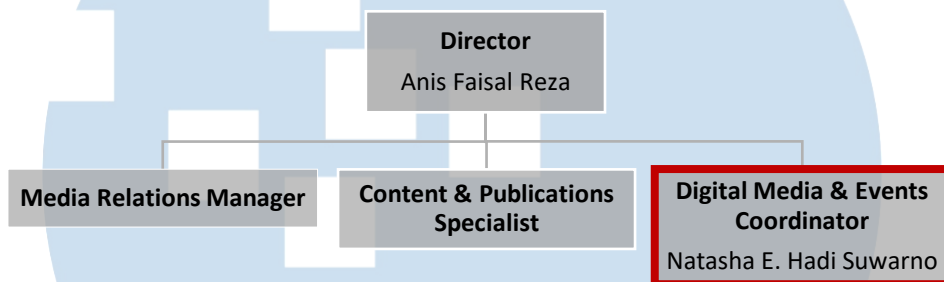 Director
Anis Faisal Reza
Media Relations Manager
Content & Publications
Specialist
Digital Media & Events
Coordinator
Natasha E. Hadi Suwarno